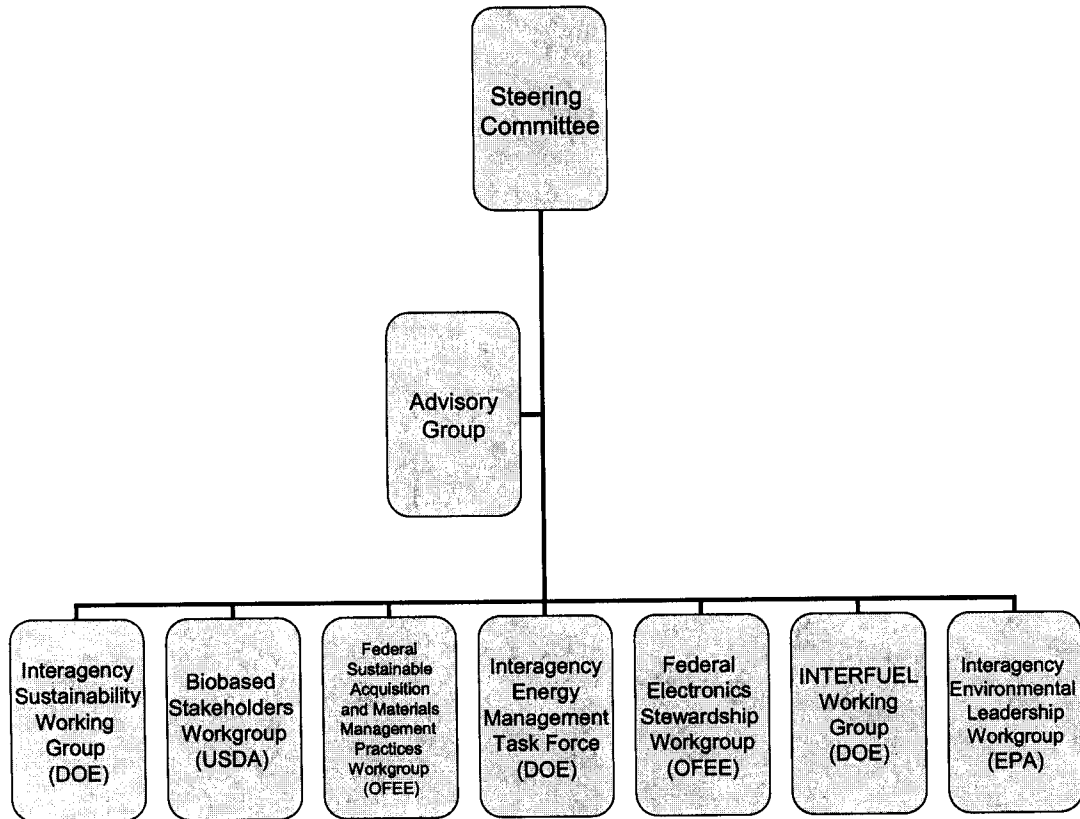 Steering
Committee
Advisory
Group
Interagency
Sustainability
Working
Group
(DOE)
Biobased
Stakeholders
Workgroup
(USDA)
Federal
Sustainable
Acquisition
and Materials
Management
Practices
Workgroup
(OFEE)
Interagency
Energy
Management
Task Force
(DOE)
Federal
Electronics
Stewardship
Workgroup
(OFEE)
INTERFUEL
Working
Group
(DOE)
Interagency
Environmental
Leadership
Workgroup
(EPA)